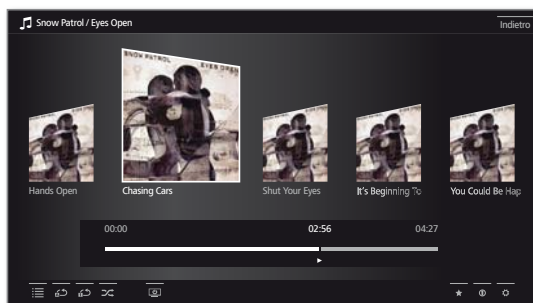 Snow Patrol / Eyes Open
Indietro
SNOW PATROL EYES OPEN
Hands Open
Chasing Cars
Shut Your Eyes
It's Beginning To
You Could Be Hap
00:00
02:56
04:27